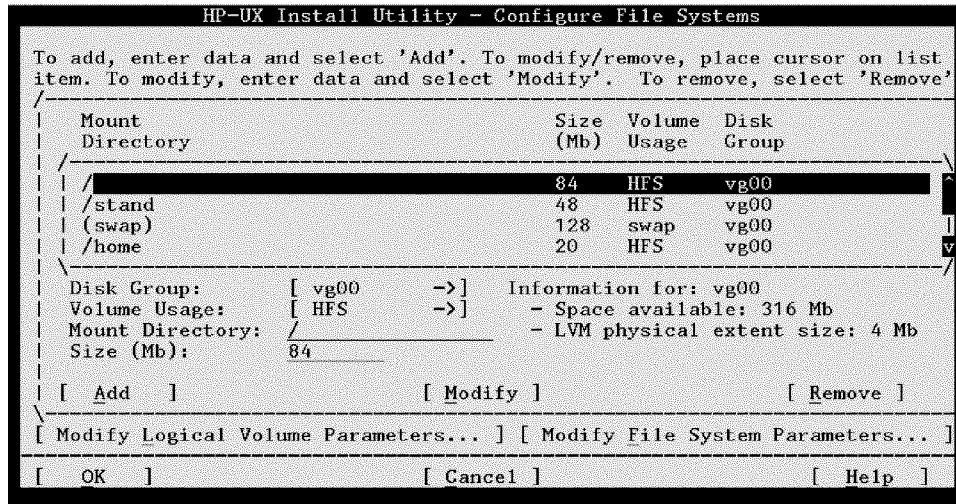 HP-UX Install Utility - Configure File Systems
To add, enter data and select 'Add'. To modify/remove, place cursor on list
item. To modify, enter data and select 'Modify'. To remove, select 'Remove'
Mount Size Volume Disk
Directory (Mb) Usage Group
/ 84 HFS vg00
/stand 48 HFS vg00
(swap) 128 swap vg00
/home 20 HFS vg00
Disk Group: [ vg00 ->] Information for: vg00
Volume Usage: [ HFS ->] - Space available: 316 Mb
Mount Directory: / - LVM physical extent size: 4 Mb
Size (Mb): 84
[ Add ] [ Modify ] [ Remove ]
[ Modify Logical Volume Parameters... ] [ Modify File System Parameters... ]
[ OK ] [ Cancel ] [ Help ]